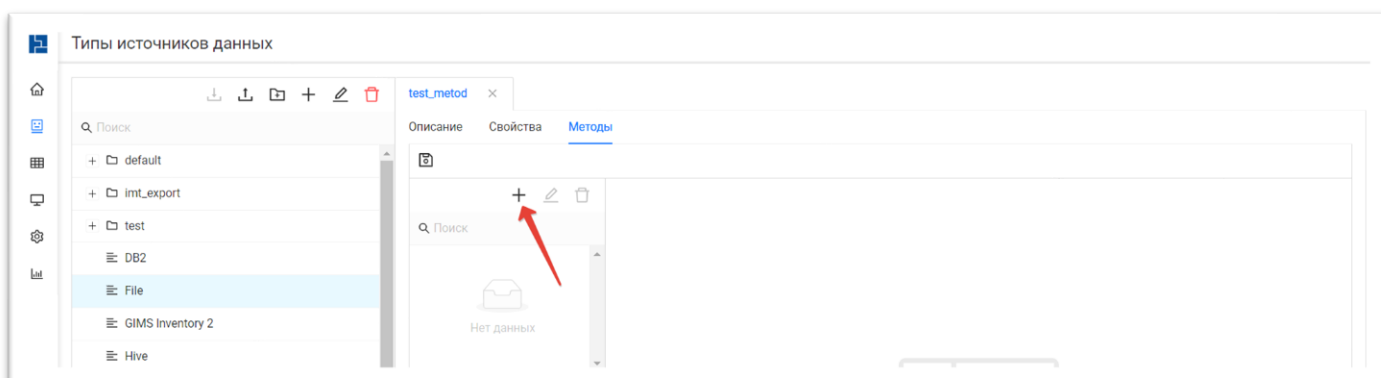 Типы источников данных
test_metod
Поиск
Описание Свойства Методы
default
imt_export
test
Поиск
DB2
File
GIMS Inventory 2
Нет данных
Hive